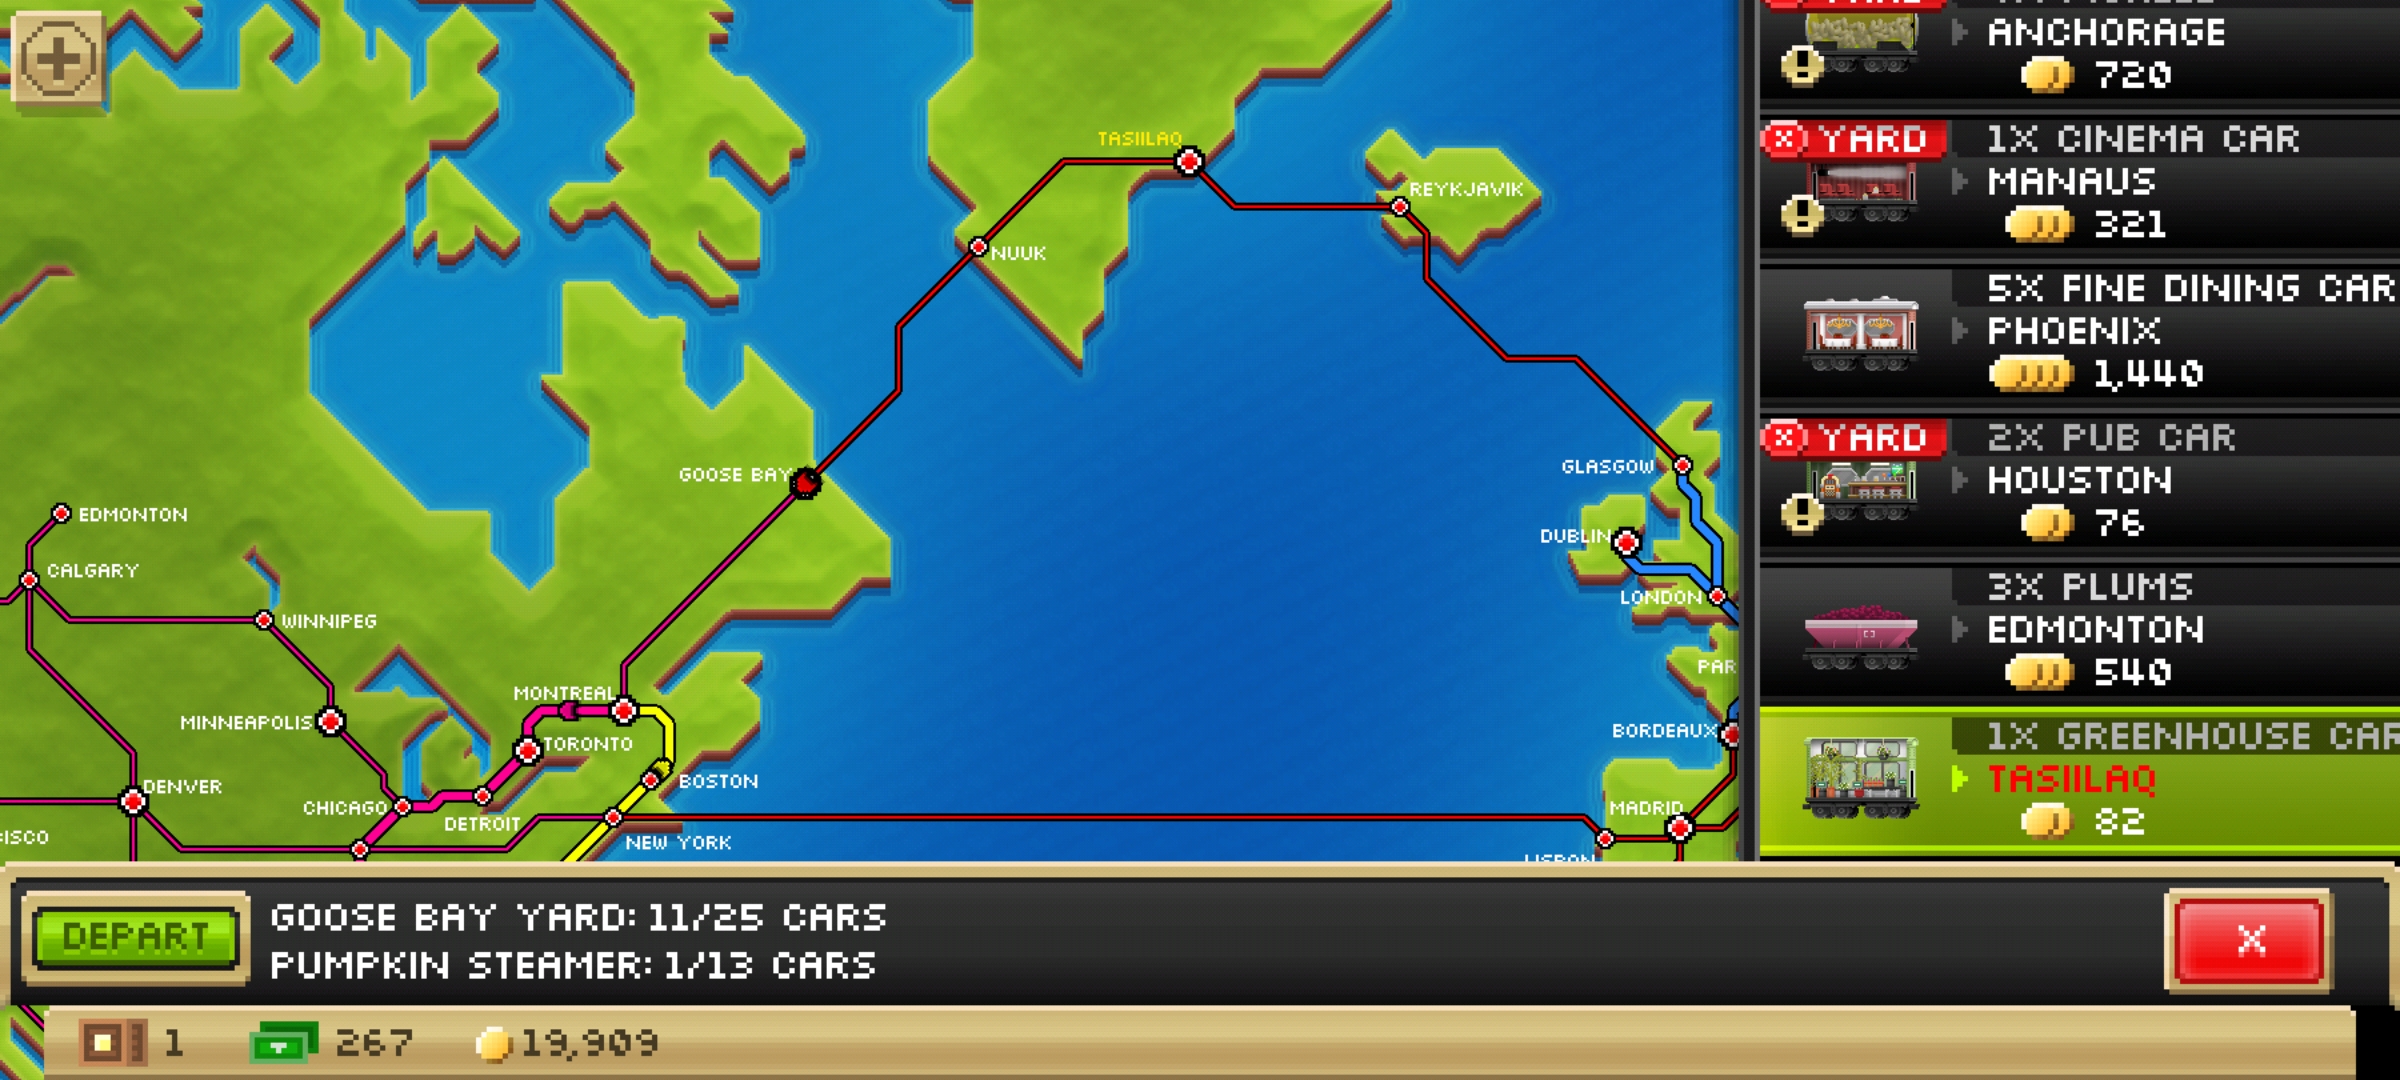 TASIILAQ
REYKJAVIK
NUUK
GOOSE BAY
GLASGOW
DUBLIN
LONDON
EDMONTON
CALGARY
WINNIPEG
PAR
MONTREAL
MINNEAPOLIS
TORONTO
BORDEAUX
BOSTON
DENVER
CHICAGO
MADRID
DETROIT
ISCO
NEW YORK
LISBON
ANCHORAGE
720
YARD
1X CINEMA CAR
MANAUS
321
5X FINE DINING CAR
PHOENIX
1,440
YARD
2X PUB CAR
HOUSTON
76
3X PLUMS
EDMONTON
540
1X GREENHOUSE CAR
TASIILAQ
82
DEPART
GOOSE BAY YARD: 11/25 CARS
PUMPKIN STEAMER: 1/13 CARS
X
1
267
19,909